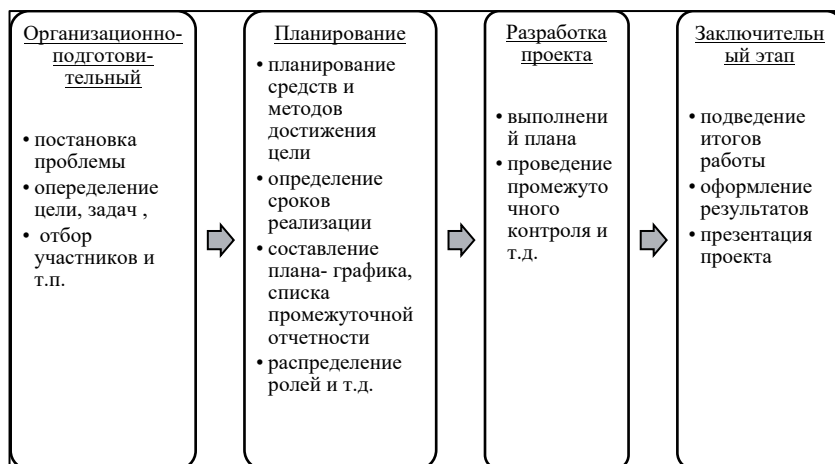 Организационно-
подготови-
тельный
• постановка
проблемы
• опеределение
цели, задач ,
• отбор
участников и
т.п.
Планирование
• планирование
средств и
методов
достижения
цели
• определение
сроков
реализации
• составление
плана- графика,
списка
промежуточной
отчетности
• распределение
ролей и т.д.
Разработка
проекта
• выполнени
й плана
• проведение
промежуто
чного
контроля и
т.д.
Заключительн
ый этап
• подведение
итогов
работы
• оформление
результатов
• презентация
проекта